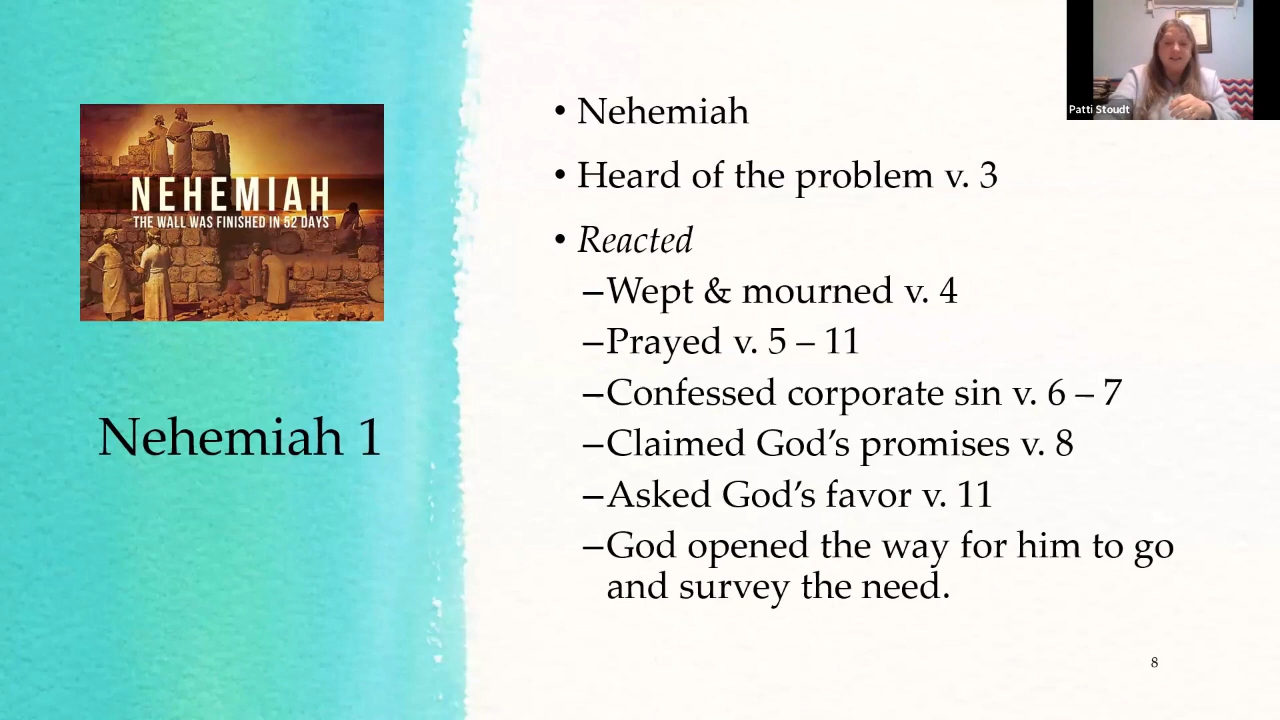 Patti Stoudt
NEHEMIAH
THE WALL WAS FINISHED IN 52 DAYS
Nehemiah 1
• Nehemiah
• Heard of the problem v. 3
• Reacted
–Wept & mourned v. 4
–Prayed v. 5 – 11
–Confessed corporate sin v. 6 – 7
–Claimed God’s promises v. 8
–Asked God’s favor v. 11
–God opened the way for him to go
and survey the need.
8